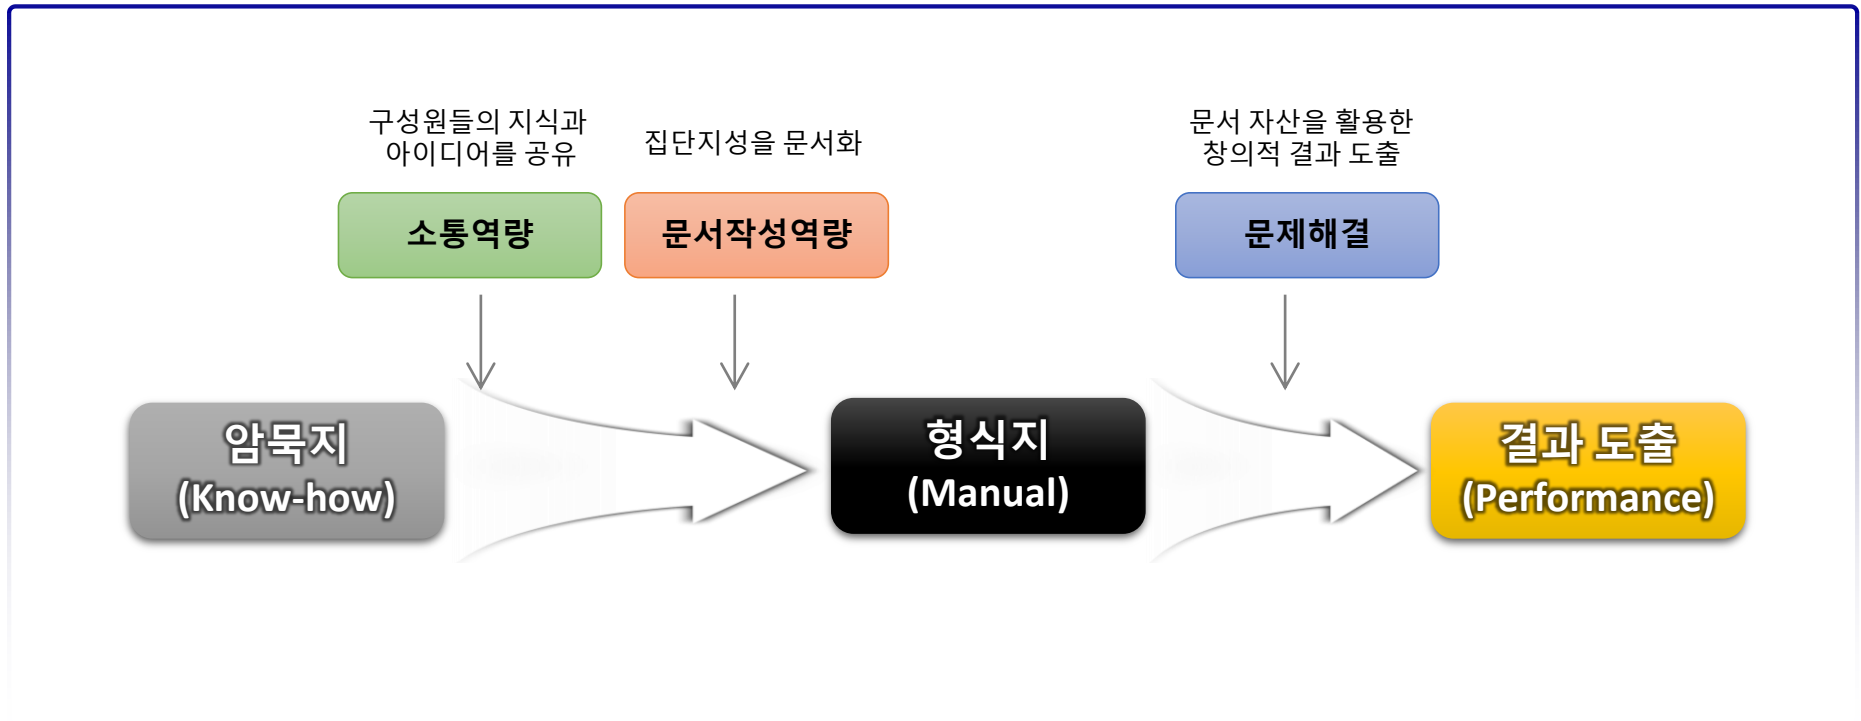 구성원들의 지식과
아이디어를 공유
집단지성을 문서화
문서 자산을 활용한
창의적 결과 도출
소통역량
문서작성역량
문제해결
암묵지
(Know-how)
형식지
(Manual)
결과 도출
(Performance)